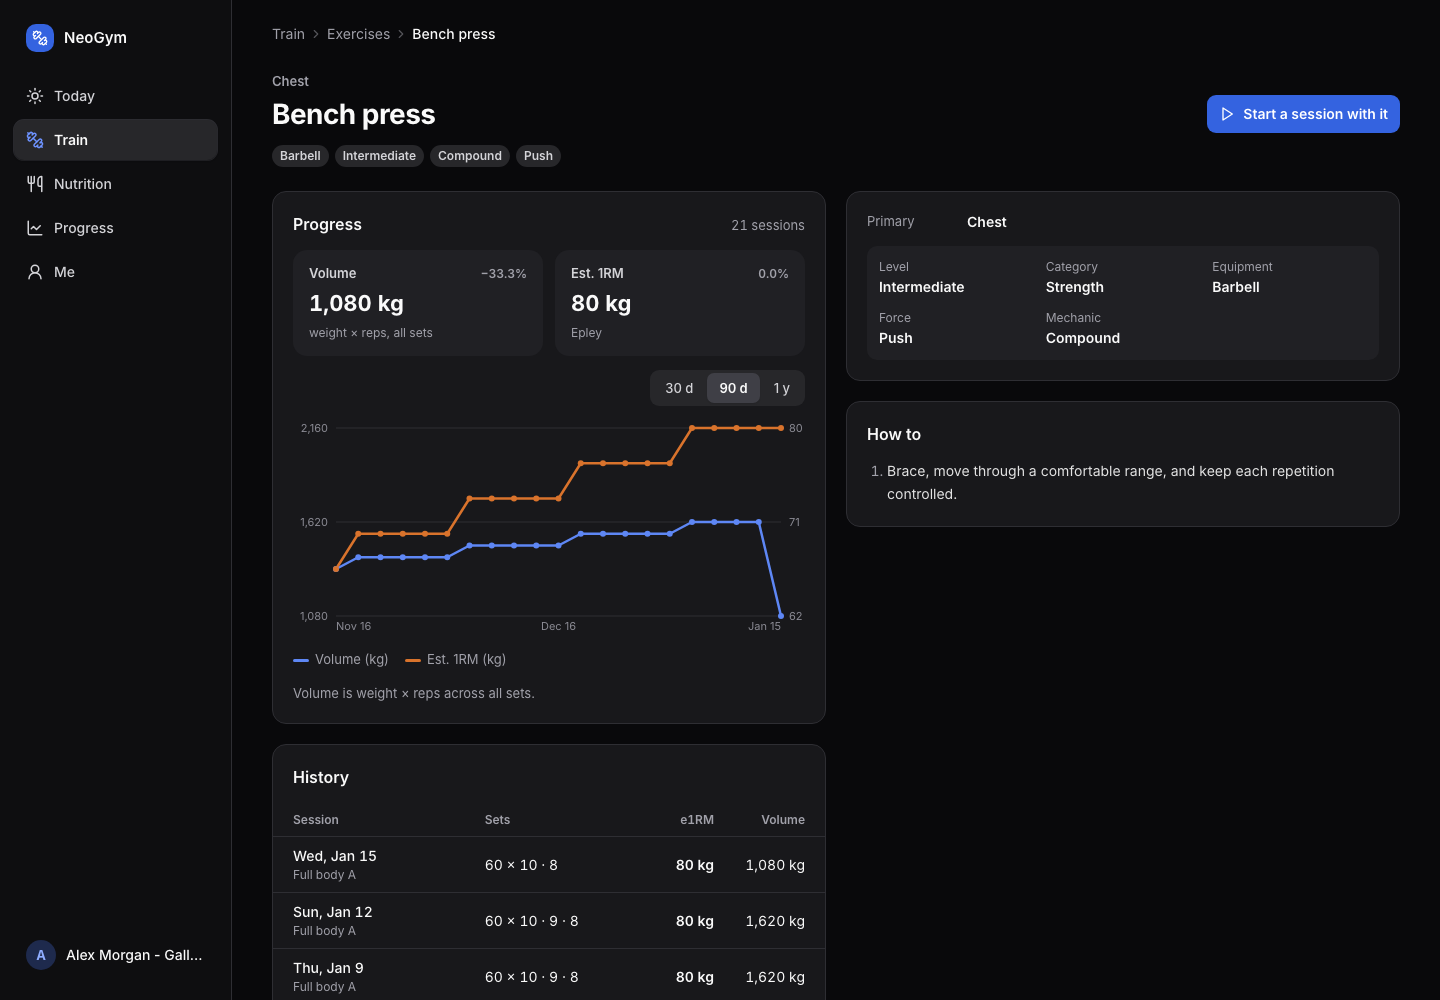 NeoGym
Today
Train
Nutrition
Progress
Me
Alex Morgan - Gall...
A
Train > Exercises > Bench press
Chest
Bench press
Barbell Intermediate Compound Push
Start a session with it
Progress 21 sessions
Volume −33.3%
1,080 kg
weight × reps, all sets
Est. 1RM 0.0%
80 kg
Epley
30 d 90 d 1 y
2,160 80
1,620 71
1,080 62
Nov 16 Dec 16 Jan 15
Volume (kg) Est. 1RM (kg)
Volume is weight × reps across all sets.
History
Session Sets e1RM Volume
Wed, Jan 15
Full body A
60 × 10 · 8 80 kg 1,080 kg
Sun, Jan 12
Full body A
60 × 10 · 9 · 8 80 kg 1,620 kg
Thu, Jan 9
Full body A
60 × 10 · 9 · 8 80 kg 1,620 kg
Primary Chest
Level Category Equipment
Intermediate Strength Barbell
Force Mechanic
Push Compound
How to
1. Brace, move through a comfortable range, and keep each repetition
controlled.